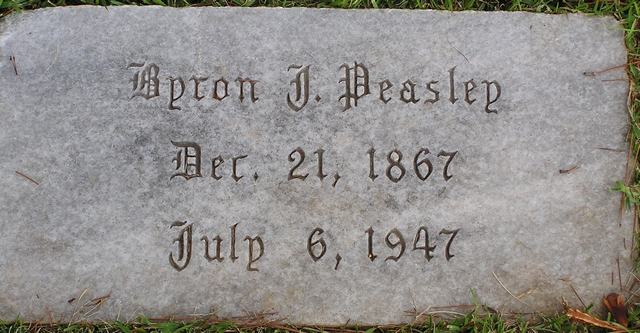 Byron J. Peasley
Dec. 21, 1867
July 6, 1947